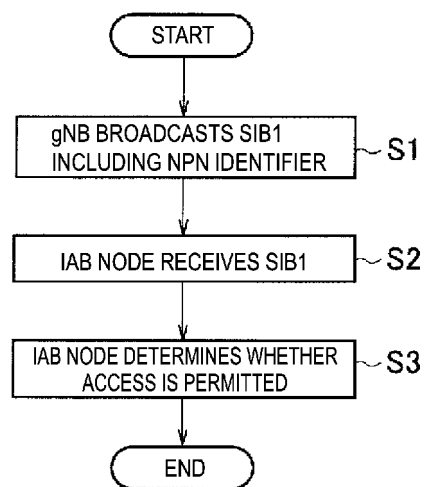 START
gNB BROADCASTS SIB1
INCLUDING NPN IDENTIFIER
S1
IAB NODE RECEIVES SIB1
S2
IAB NODE DETERMINES WHETHER
ACCESS IS PERMITTED
S3
END